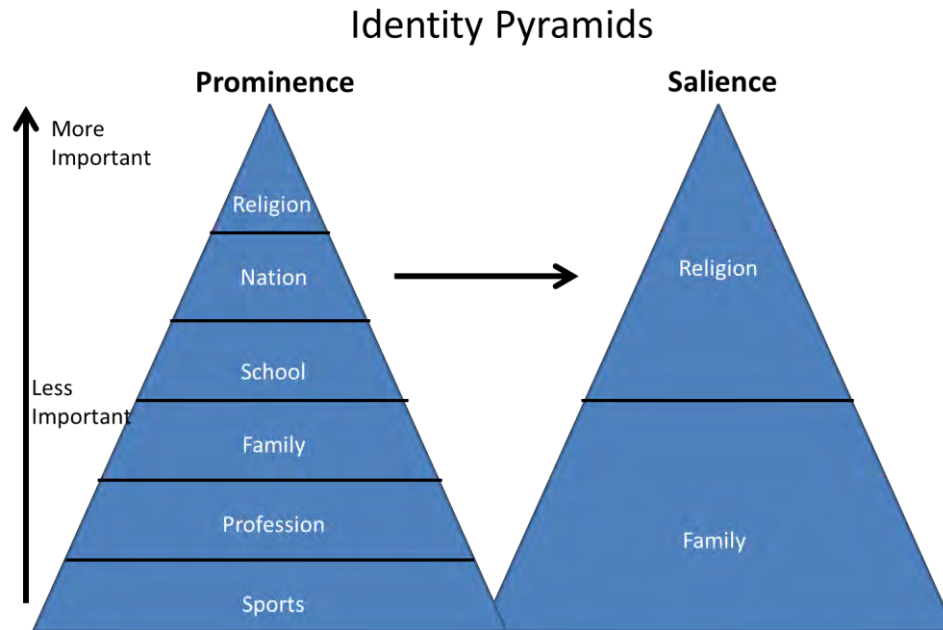 Identity Pyramids
Prominence
Salience
More
Important
Religion
Nation
School
Less
Important
Family
Profession
Sports
Religion
Family